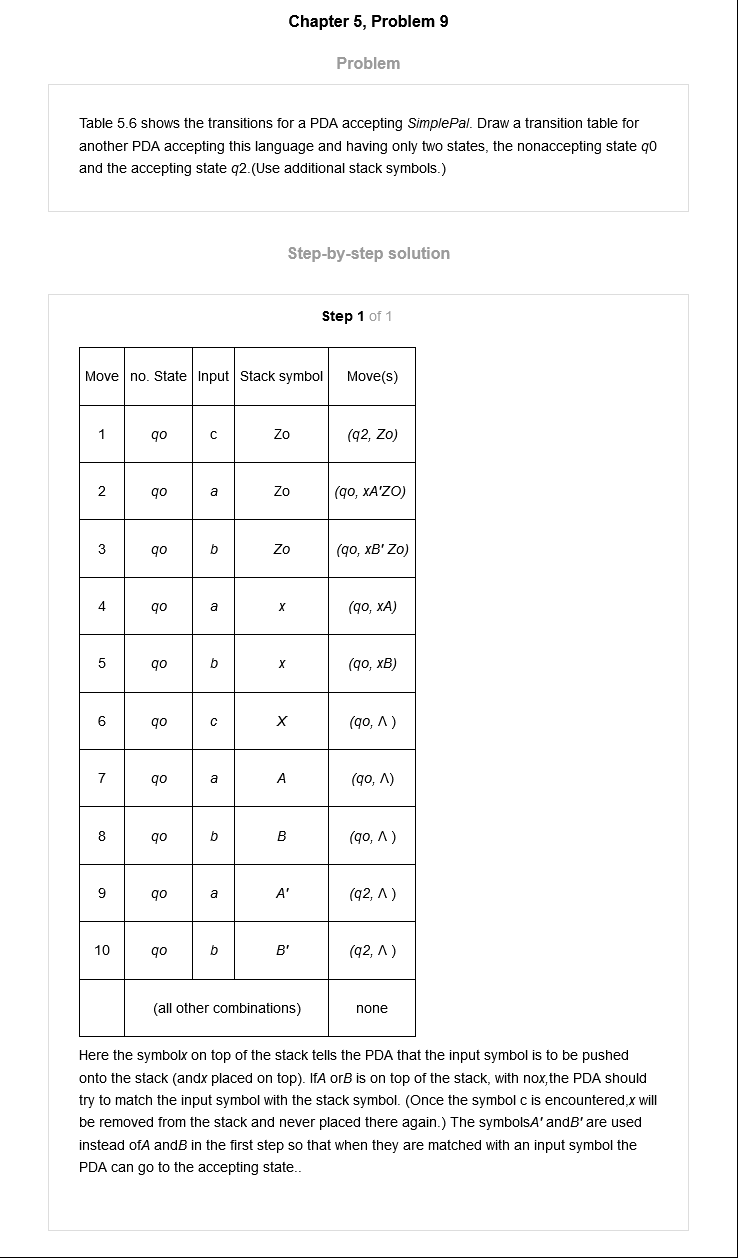 Chapter 5, Problem 9
Problem
Table 5.6 shows the transitions for a PDA accepting SimplePal. Draw a transition table for
another PDA accepting this language and having only two states, the nonaccepting state q0
and the accepting state q2.(Use additional stack symbols.)
Step-by-step solution
Step 1 of 1
Move no. State Input Stack symbol Move(s)
1 qo c Zo (q2, Zo)
2 qo a Zo (qo, xA'ZO)
3 qo b Zo (qo, xB' Zo)
4 qo a x (qo, xA)
5 qo b x (qo, xB)
6 qo c X (qo, Λ )
7 qo a A (qo, Λ)
8 qo b B (qo, Λ )
9 qo a A' (q2, Λ )
10 qo b B' (q2, Λ )
(all other combinations) none
Here the symbolx on top of the stack tells the PDA that the input symbol is to be pushed
onto the stack (andx placed on top). IfA orB is on top of the stack, with nox,the PDA should
try to match the input symbol with the stack symbol. (Once the symbol c is encountered,x will
be removed from the stack and never placed there again.) The symbolsA' andB' are used
instead ofA andB in the first step so that when they are matched with an input symbol the
PDA can go to the accepting state..